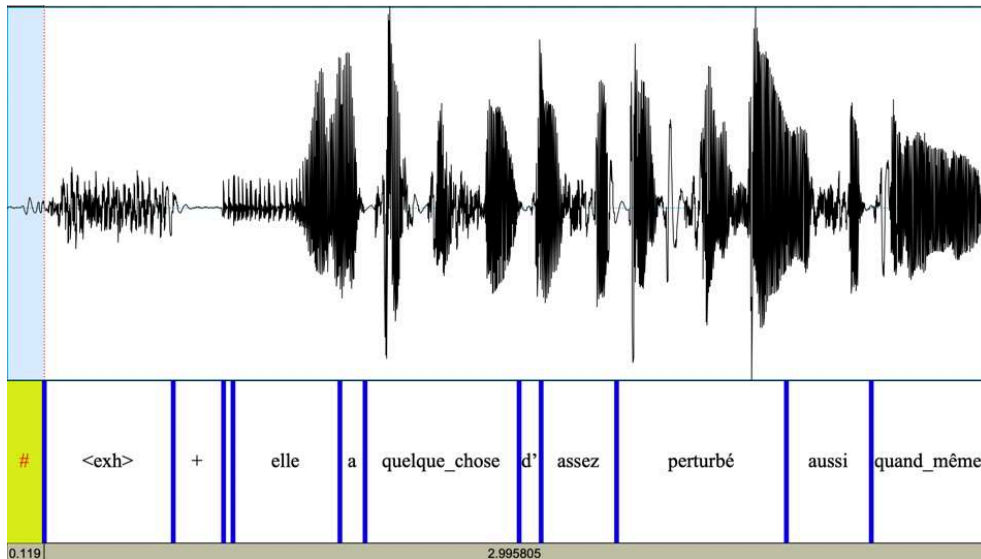 # <exh> + elle a quelque_chose d’ assez perturbé aussi quand_même
0.119 2.995805